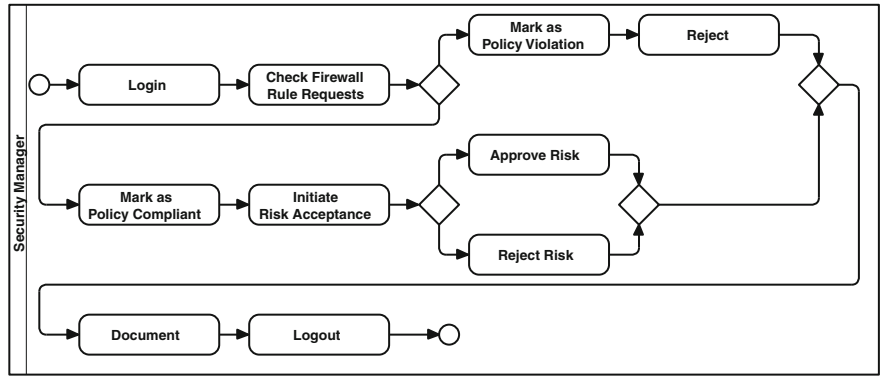 Security Manager
Mark as
Policy Violation
Reject
Login
Check Firewall
Rule Requests
Approve Risk
Mark as
Policy Compliant
Initiate
Risk Acceptance
Reject Risk
Document
Logout